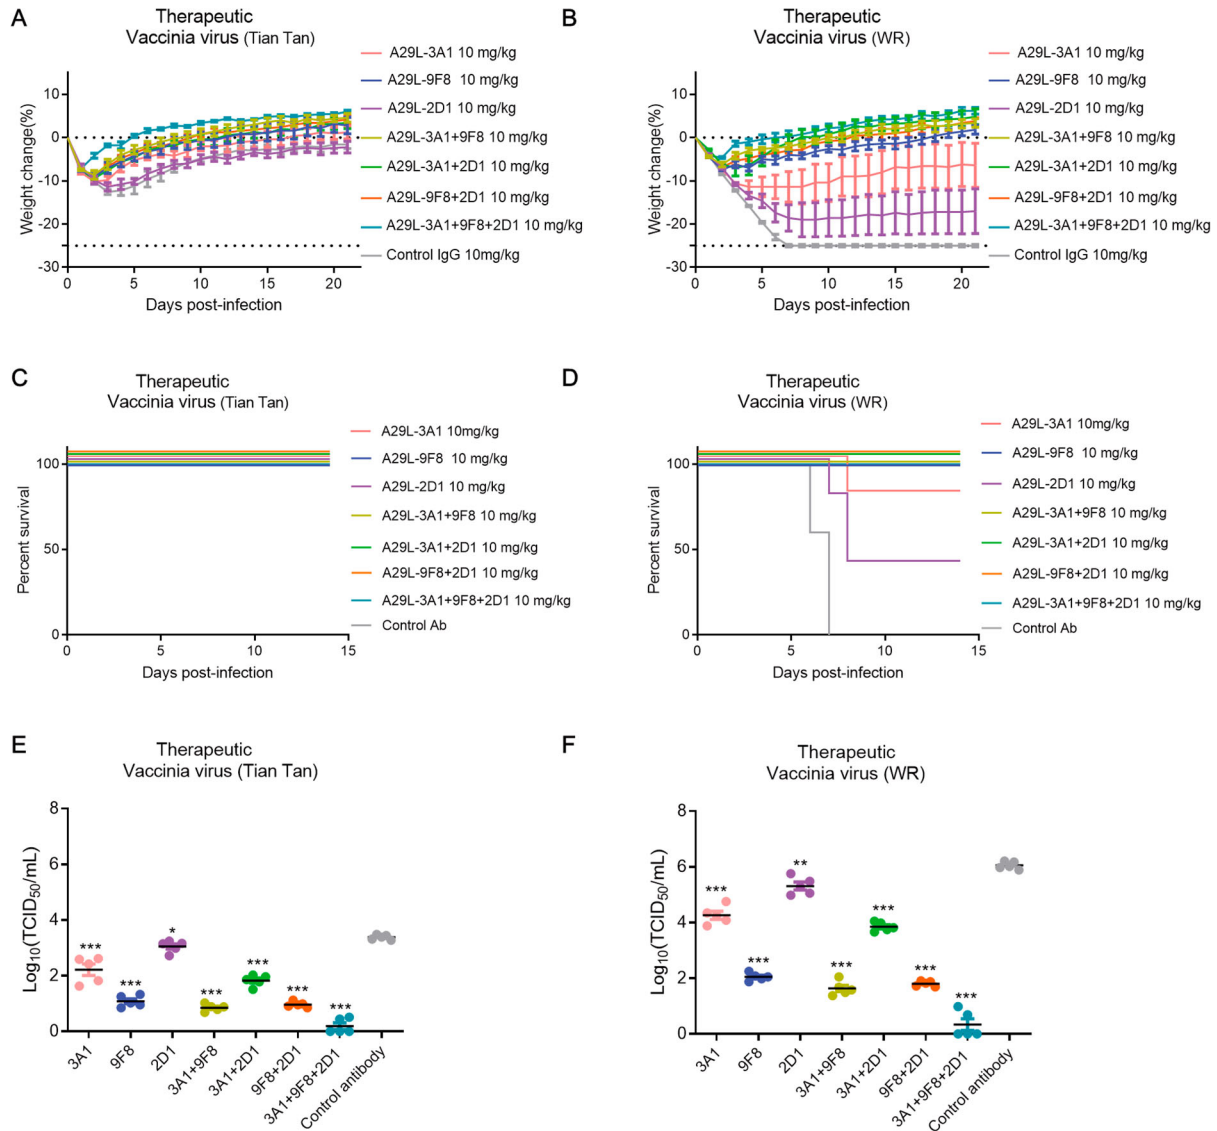 A
Therapeutic
Vaccinia virus (Tian Tan)
Weight change(%)
10
0
-10
-20
-30
0
5
10
15
20
Days post-infection
A29L-3A1 10 mg/kg
A29L-9F8 10 mg/kg
A29L-2D1 10 mg/kg
A29L-3A1+9F8 10 mg/kg
A29L-3A1+2D1 10 mg/kg
A29L-9F8+2D1 10 mg/kg
A29L-3A1+9F8+2D1 10 mg/kg
Control IgG 10mg/kg
B
Therapeutic
Vaccinia virus (WR)
Weight change(%)
10
0
-10
-20
-30
0
5
10
15
20
Days post-infection
A29L-3A1 10 mg/kg
A29L-9F8 10 mg/kg
A29L-2D1 10 mg/kg
A29L-3A1+9F8 10 mg/kg
A29L-3A1+2D1 10 mg/kg
A29L-9F8+2D1 10 mg/kg
A29L-3A1+9F8+2D1 10 mg/kg
Control IgG 10mg/kg
C
Therapeutic
Vaccinia virus (Tian Tan)
Percent survival
100
50
0
0
5
10
15
Days post-infection
A29L-3A1 10mg/kg
A29L-9F8 10 mg/kg
A29L-2D1 10 mg/kg
A29L-3A1+9F8 10 mg/kg
A29L-3A1+2D1 10 mg/kg
A29L-9F8+2D1 10 mg/kg
A29L-3A1+9F8+2D1 10 mg/kg
Control Ab
D
Therapeutic
Vaccinia virus (WR)
Percent survival
100
50
0
0
5
10
15
Days post-infection
A29L-3A1 10mg/kg
A29L-9F8 10 mg/kg
A29L-2D1 10 mg/kg
A29L-3A1+9F8 10 mg/kg
A29L-3A1+2D1 10 mg/kg
A29L-9F8+2D1 10 mg/kg
A29L-3A1+9F8+2D1 10 mg/kg
Control Ab
E
Therapeutic
Vaccinia virus (Tian Tan)
Log10(TCID50/mL)
8
6
4
2
0
***
***
*
***
***
***
***
3A1
9F8
2D1
3A1+9F8
3A1+2D1
9F8+2D1
3A1+9F8+2D1
Control antibody
F
Therapeutic
Vaccinia virus (WR)
Log10(TCID50/mL)
8
6
4
2
0
***
***
**
***
***
***
***
3A1
9F8
2D1
3A1+9F8
3A1+2D1
9F8+2D1
3A1+9F8+2D1
Control antibody